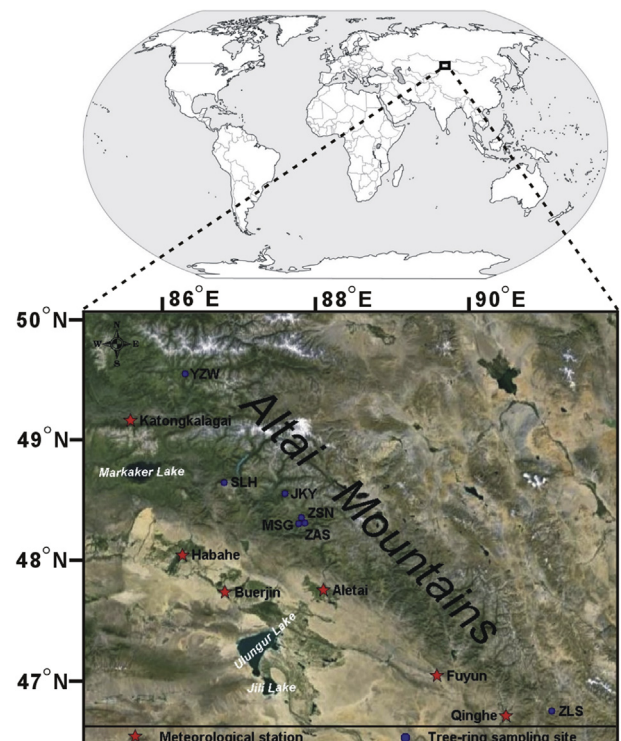 86°E 88°E 90°E
50°N
N
W E
S
YZW
Altai Mountains
Katongkalagai
49°N
Markaker Lake
SLH
JKY
ZSN
MSG
ZAS
48°N
Habahe
Buerjin
Aletai
Ulungur Lake
47°N
Jili Lake
Fuyun
Qinghe
ZLS
Meteorological station
Tree-ring sampling site